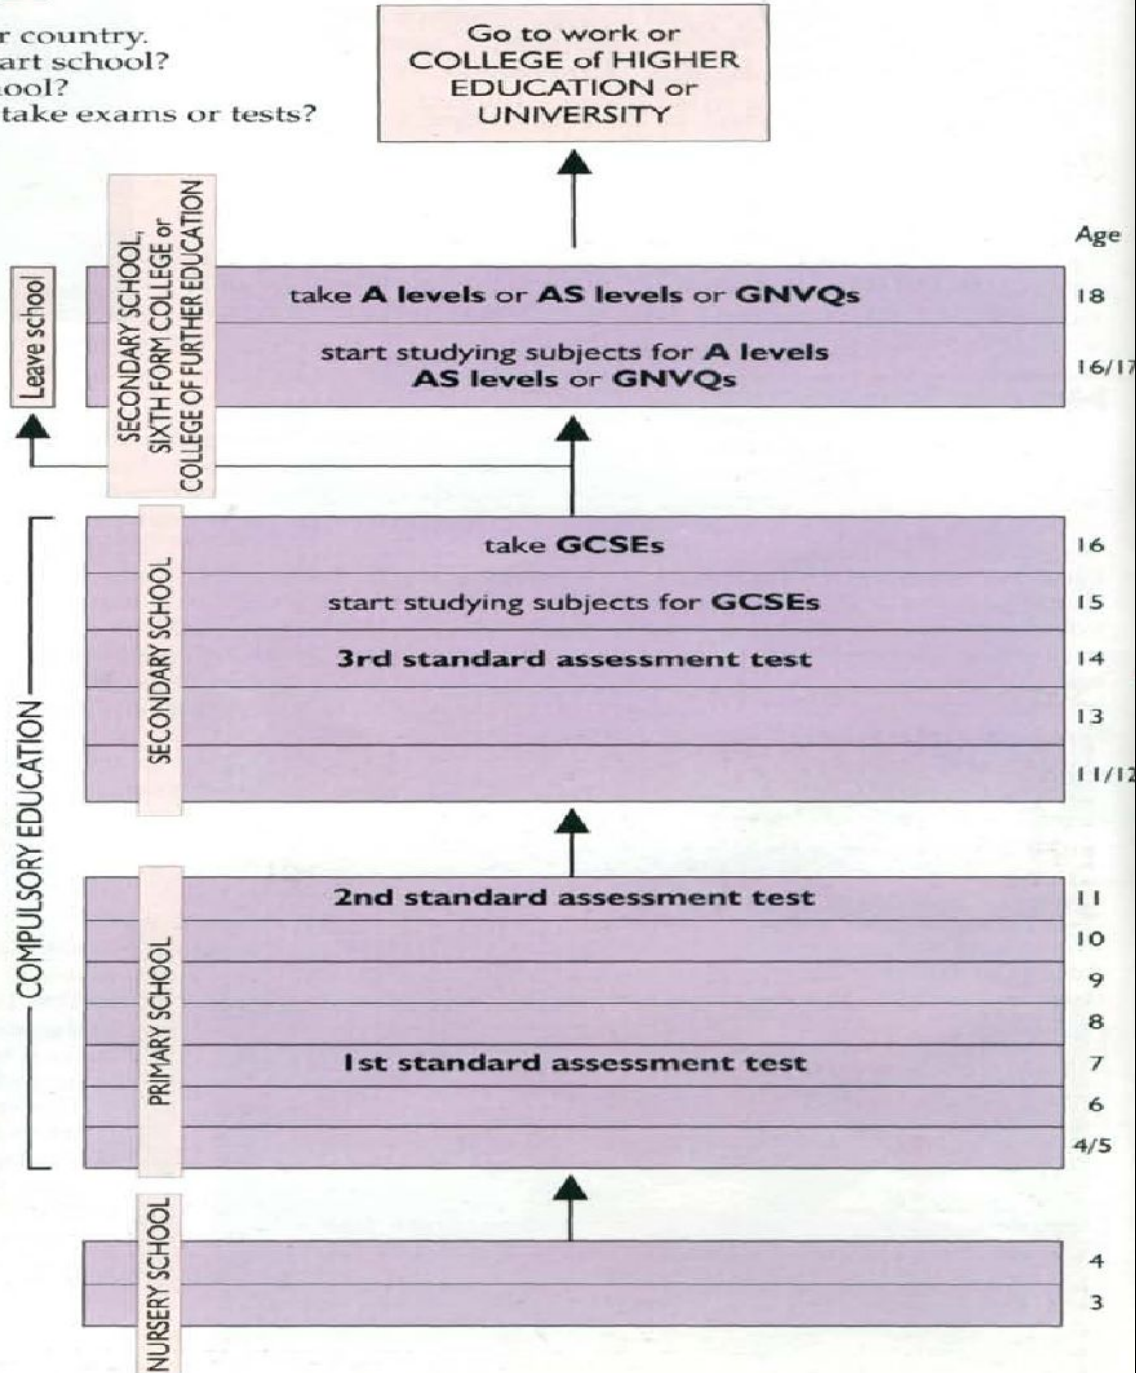 r country.
art school?
ool?
take exams or tests?
Go to work or
COLLEGE of HIGHER
EDUCATION or
UNIVERSITY
Age
Leave school
SECONDARY SCHOOL,
SIXTH FORM COLLEGE or
COLLEGE OF FURTHER EDUCATION
take A levels or AS levels or GNVQs
18
start studying subjects for A levels
AS levels or GNVQs
16/17
COMPULSORY EDUCATION
SECONDARY SCHOOL
take GCSEs
16
start studying subjects for GCSEs
15
3rd standard assessment test
14
13
11/12
PRIMARY SCHOOL
2nd standard assessment test
11
10
9
8
1st standard assessment test
7
6
4/5
NURSERY SCHOOL
4
3